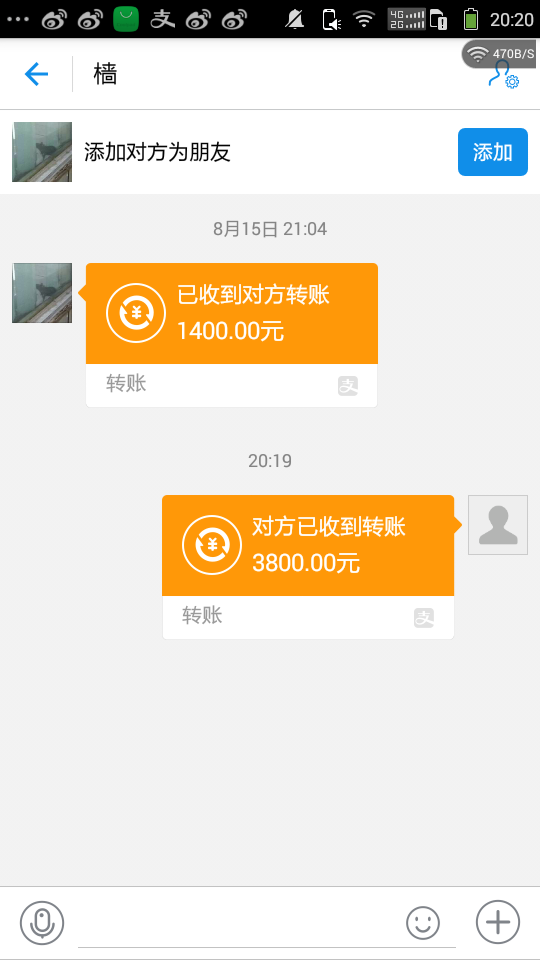 20:20
470B/S
4G
2G
樯
添加对方为朋友
添加
8月15日 21:04
已收到对方转账
1400.00元
转账
支
20:19
对方已收到转账
3800.00元
转账
支